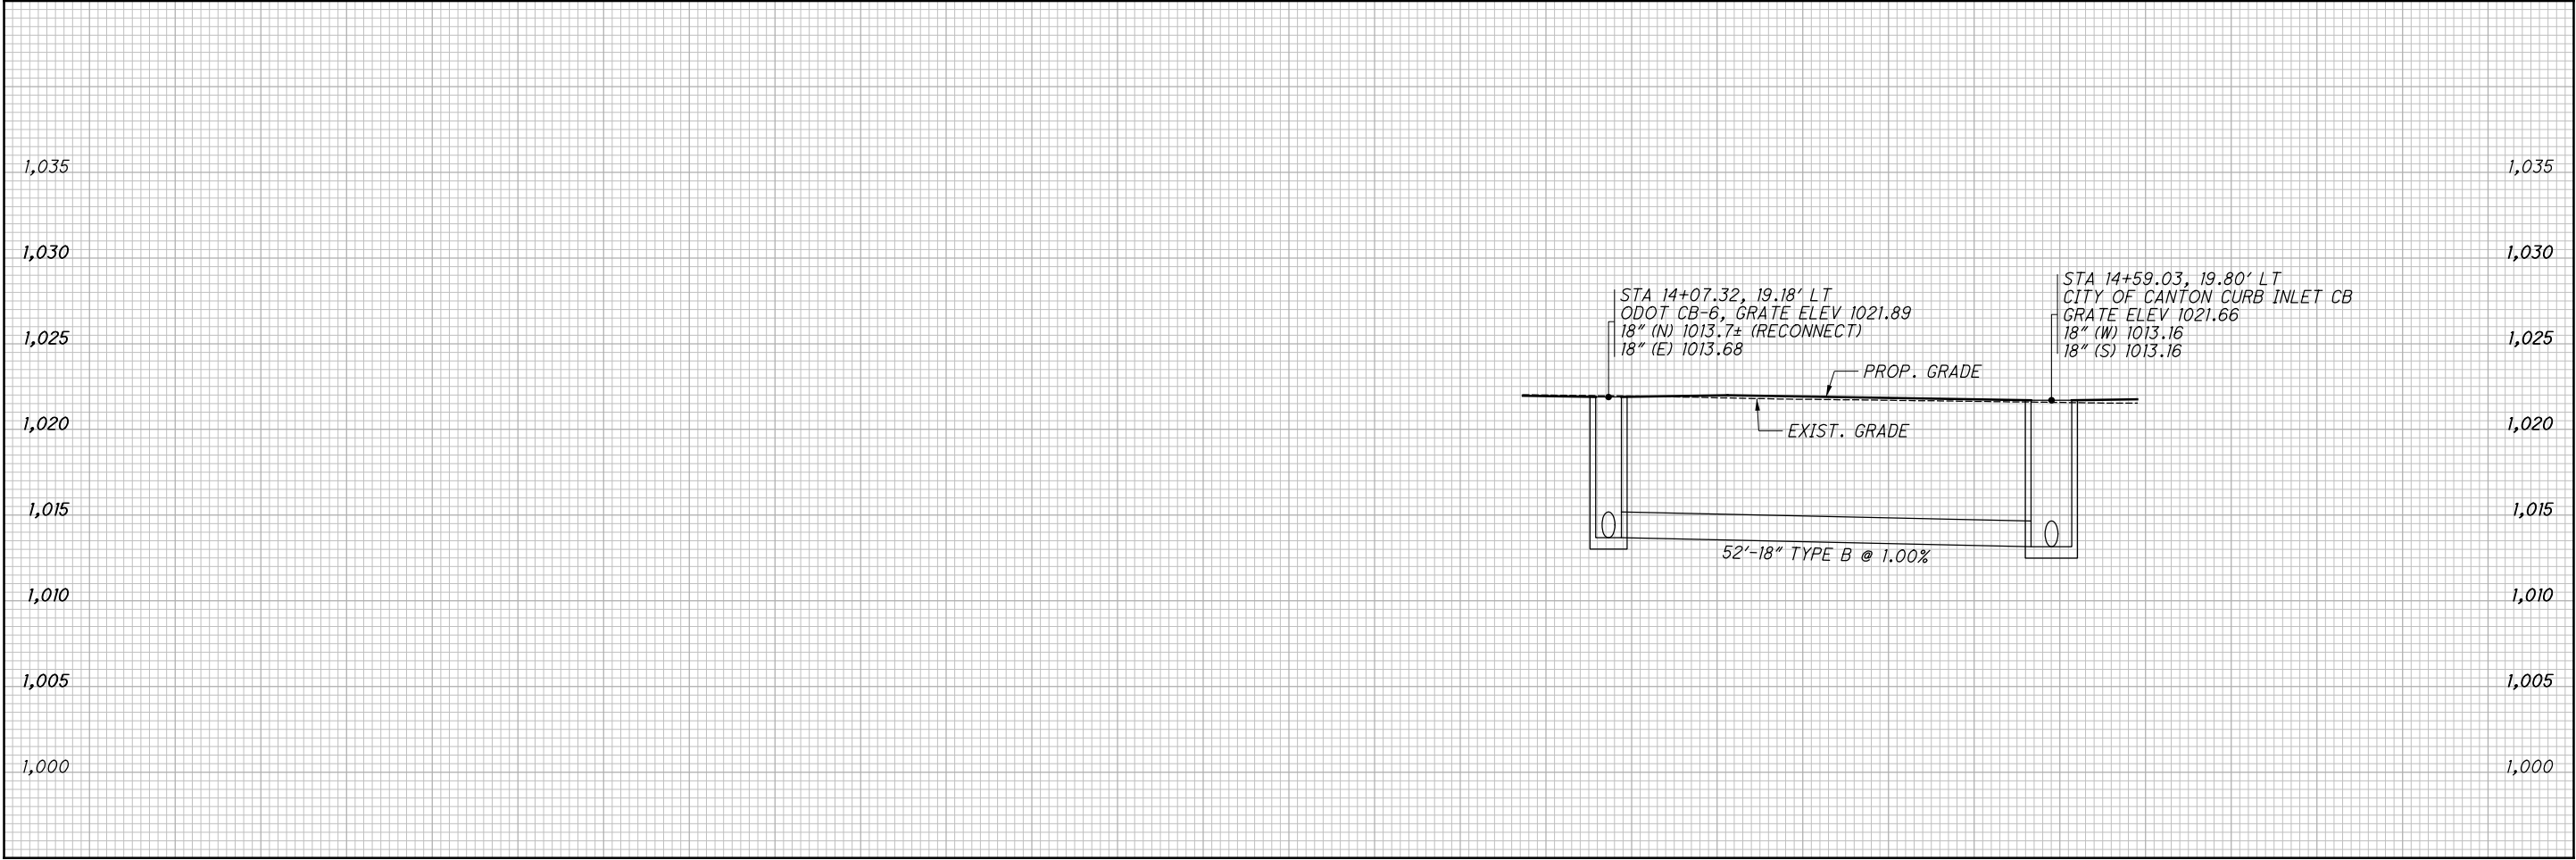 1,035
1,035
1,030
1,030
STA 14+07.32, 19.18' LT
ODOT CB-6, GRATE ELEV 1021.89
18" (N) 1013.7± (RECONNECT)
18" (E) 1013.68
STA 14+59.03, 19.80' LT
CITY OF CANTON CURB INLET CB
GRATE ELEV 1021.66
18" (W) 1013.16
18" (S) 1013.16
1,025
1,025
PROP. GRADE
1,020
1,020
EXIST. GRADE
1,015
1,015
52'-18" TYPE B @ 1.00%
1,010
1,010
1,005
1,005
1,000
1,000